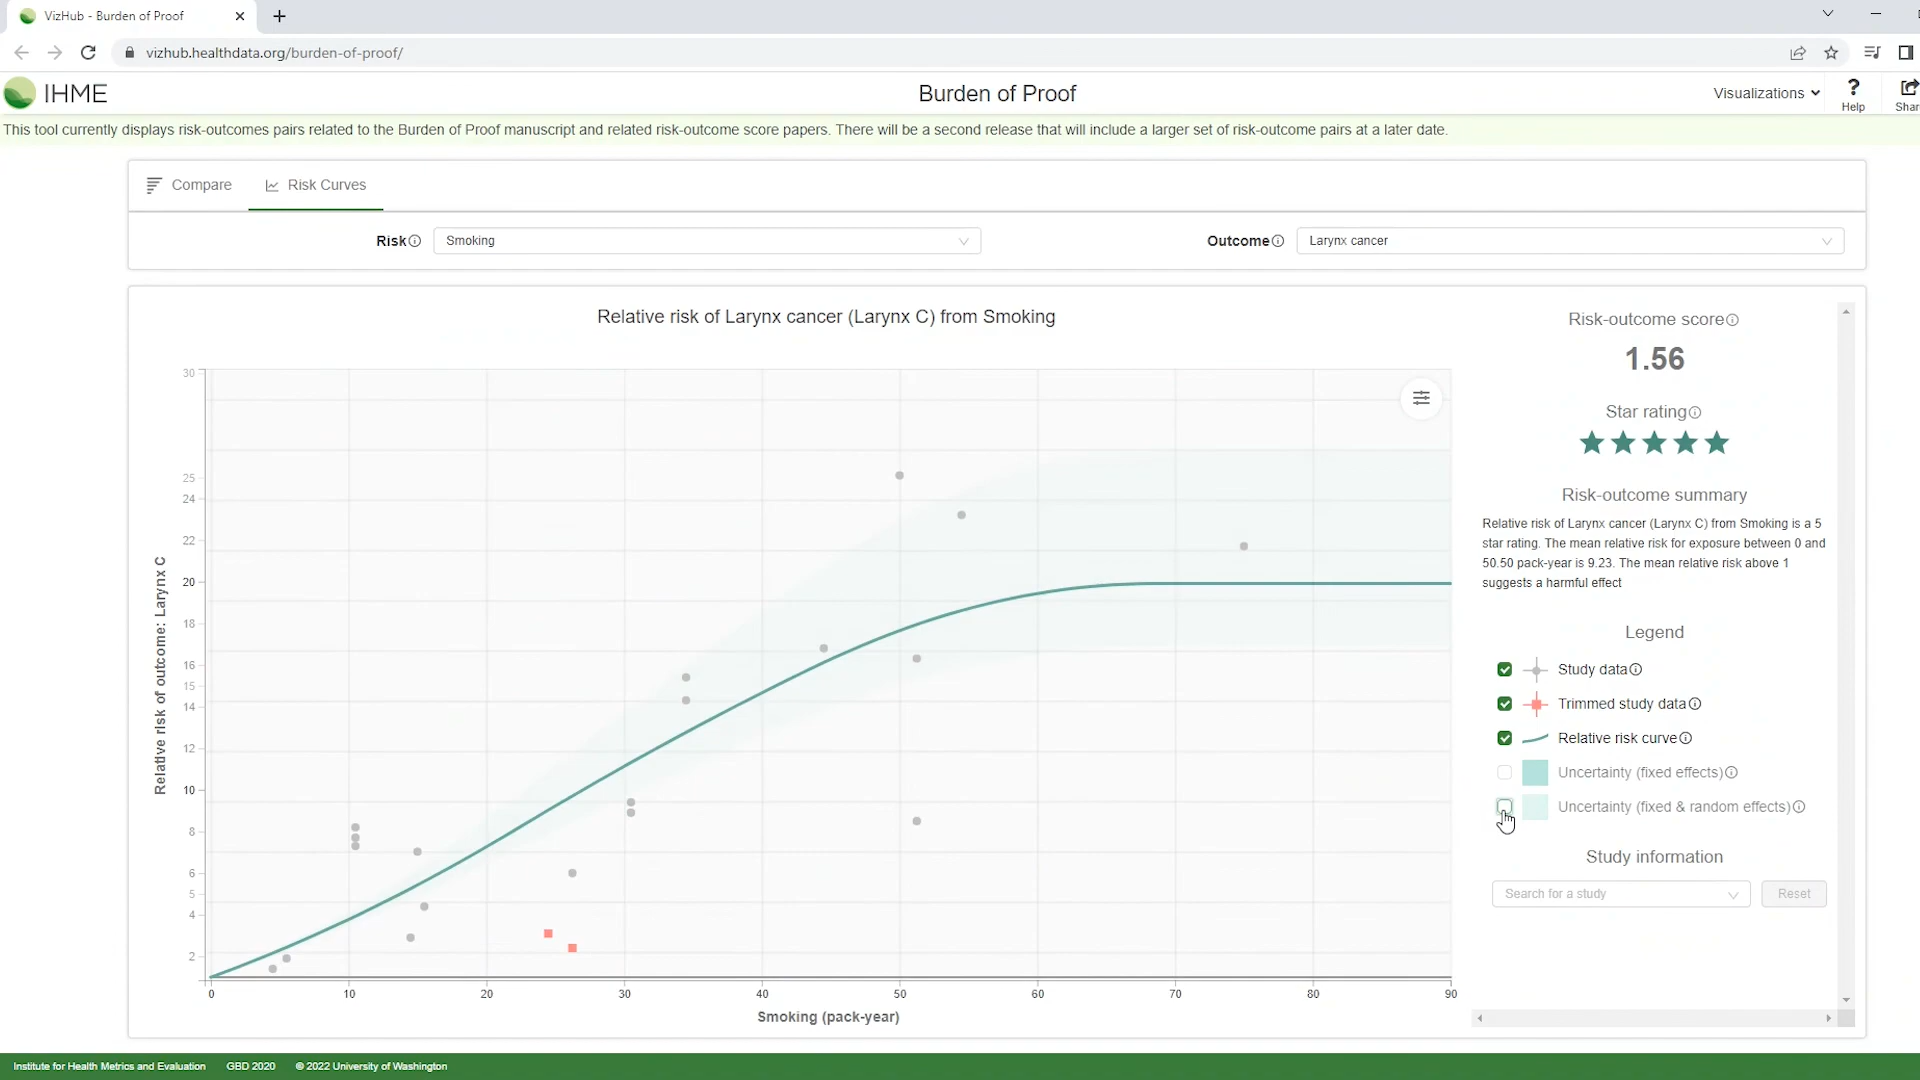 VizHub - Burden of Proof
vizhub.healthdata.org/burden-of-proof/
IHME
Burden of Proof
Visualizations
?
Help
Shar
This tool currently displays risk-outcomes pairs related to the Burden of Proof manuscript and related risk-outcome score papers. There will be a second release that will include a larger set of risk-outcome pairs at a later date.
Compare
Risk Curves
Risk
Smoking
Outcome
Larynx cancer
Relative risk of Larynx cancer (Larynx C) from Smoking
30
25
24
22
20
18
16
15
14
12
10
8
6
5
4
2
Relative risk of outcome: Larynx C
0 10 20 30 40 50 60 70 80 90
Smoking (pack-year)
Risk-outcome score
1.56
Star rating
Risk-outcome summary
Relative risk of Larynx cancer (Larynx C) from Smoking is a 5
star rating. The mean relative risk for exposure between 0 and
50.50 pack-year is 9.23. The mean relative risk above 1
suggests a harmful effect
Legend
Study data
Trimmed study data
Relative risk curve
Uncertainty (fixed effects)
Uncertainty (fixed & random effects)
Study information
Search for a study
Reset
Institute for Health Metrics and Evaluation GBD 2020 © 2022 University of Washington